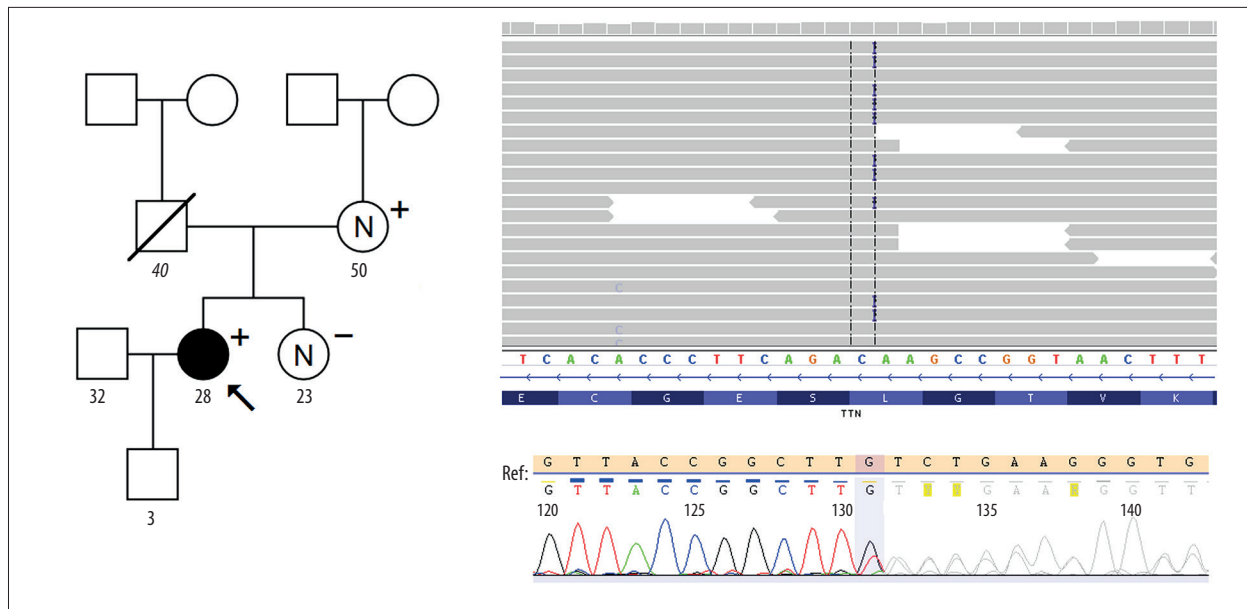 N +
40
50
+
N −
32
28
23
3
C
C
C
T C A C A C C C T T C A G A C A A G C C G G T A A C T T T
E C G E S L G T V K
TTN
Ref: G T T A C C G G C T T G T C T G A A G G G T G
G T T A C C G G C T T G T G A A G G T T
120 125 130 135 140